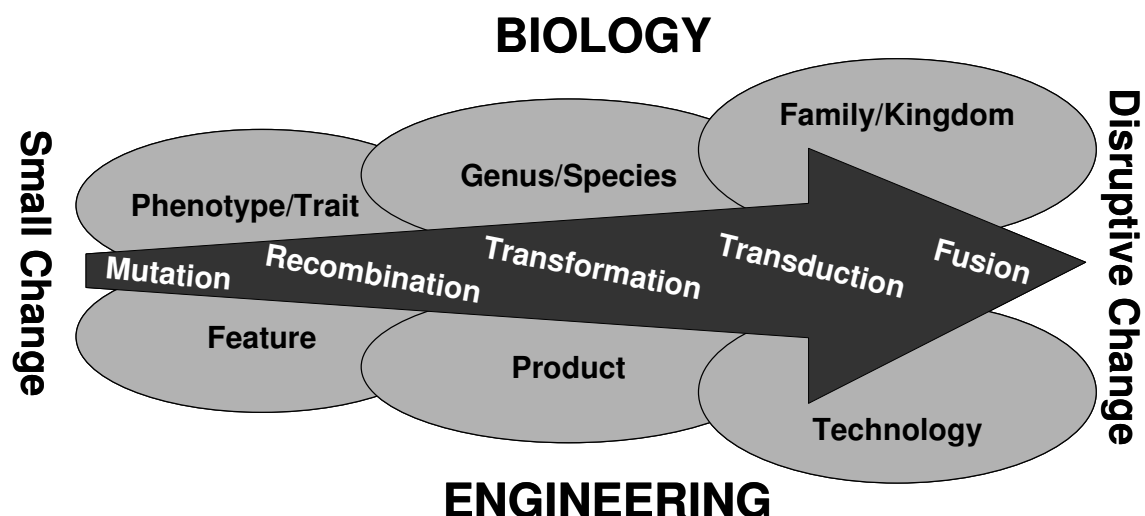 BIOLOGY
Small Change
Disruptive Change
Phenotype/Trait
Genus/Species
Family/Kingdom
Mutation
Recombination
Transformation
Transduction
Fusion
Feature
Product
Technology
ENGINEERING